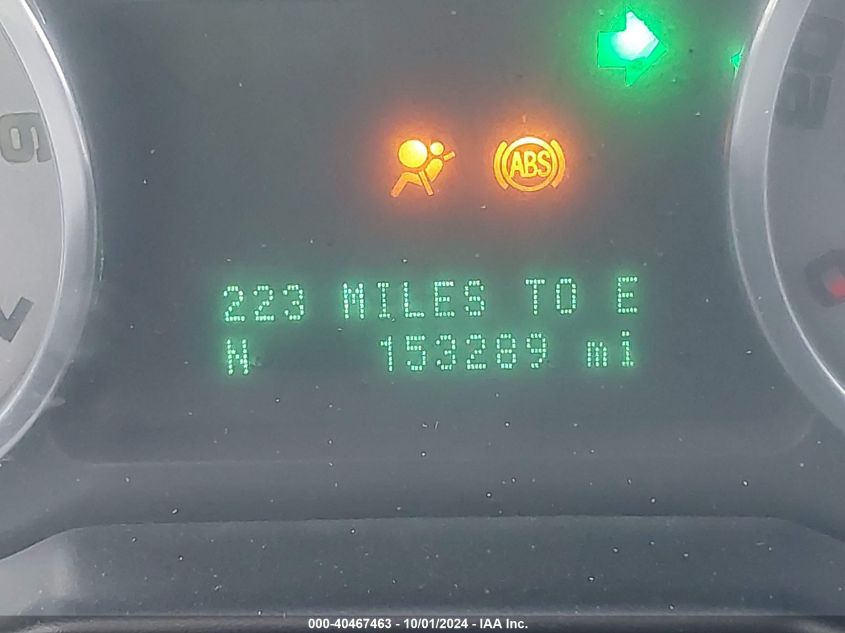 ABS
223 MILES TO E
N 153289 mi
000-40467463 - 10/01/2024 - IAA Inc.